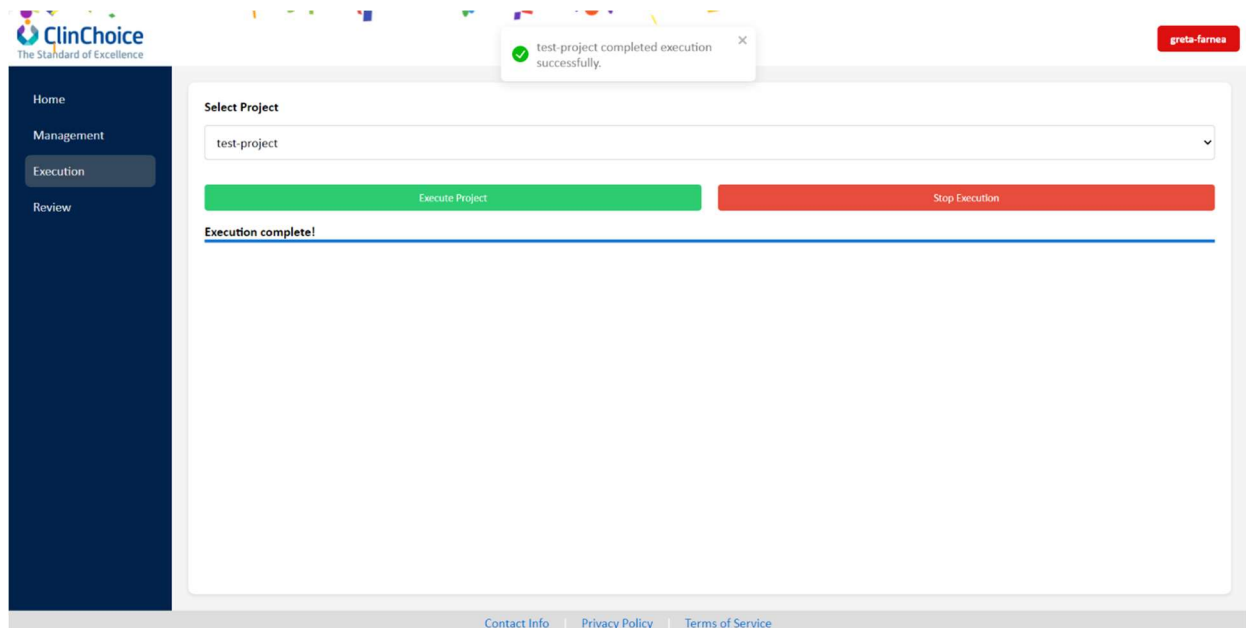 ClinChoice
The Standard of Excellence
test-project completed execution
successfully.
×
greta-farnea
Home
Management
Execution
Review
Select Project
test-project
Execute Project
Stop Execution
Execution complete!
Contact Info | Privacy Policy | Terms of Service